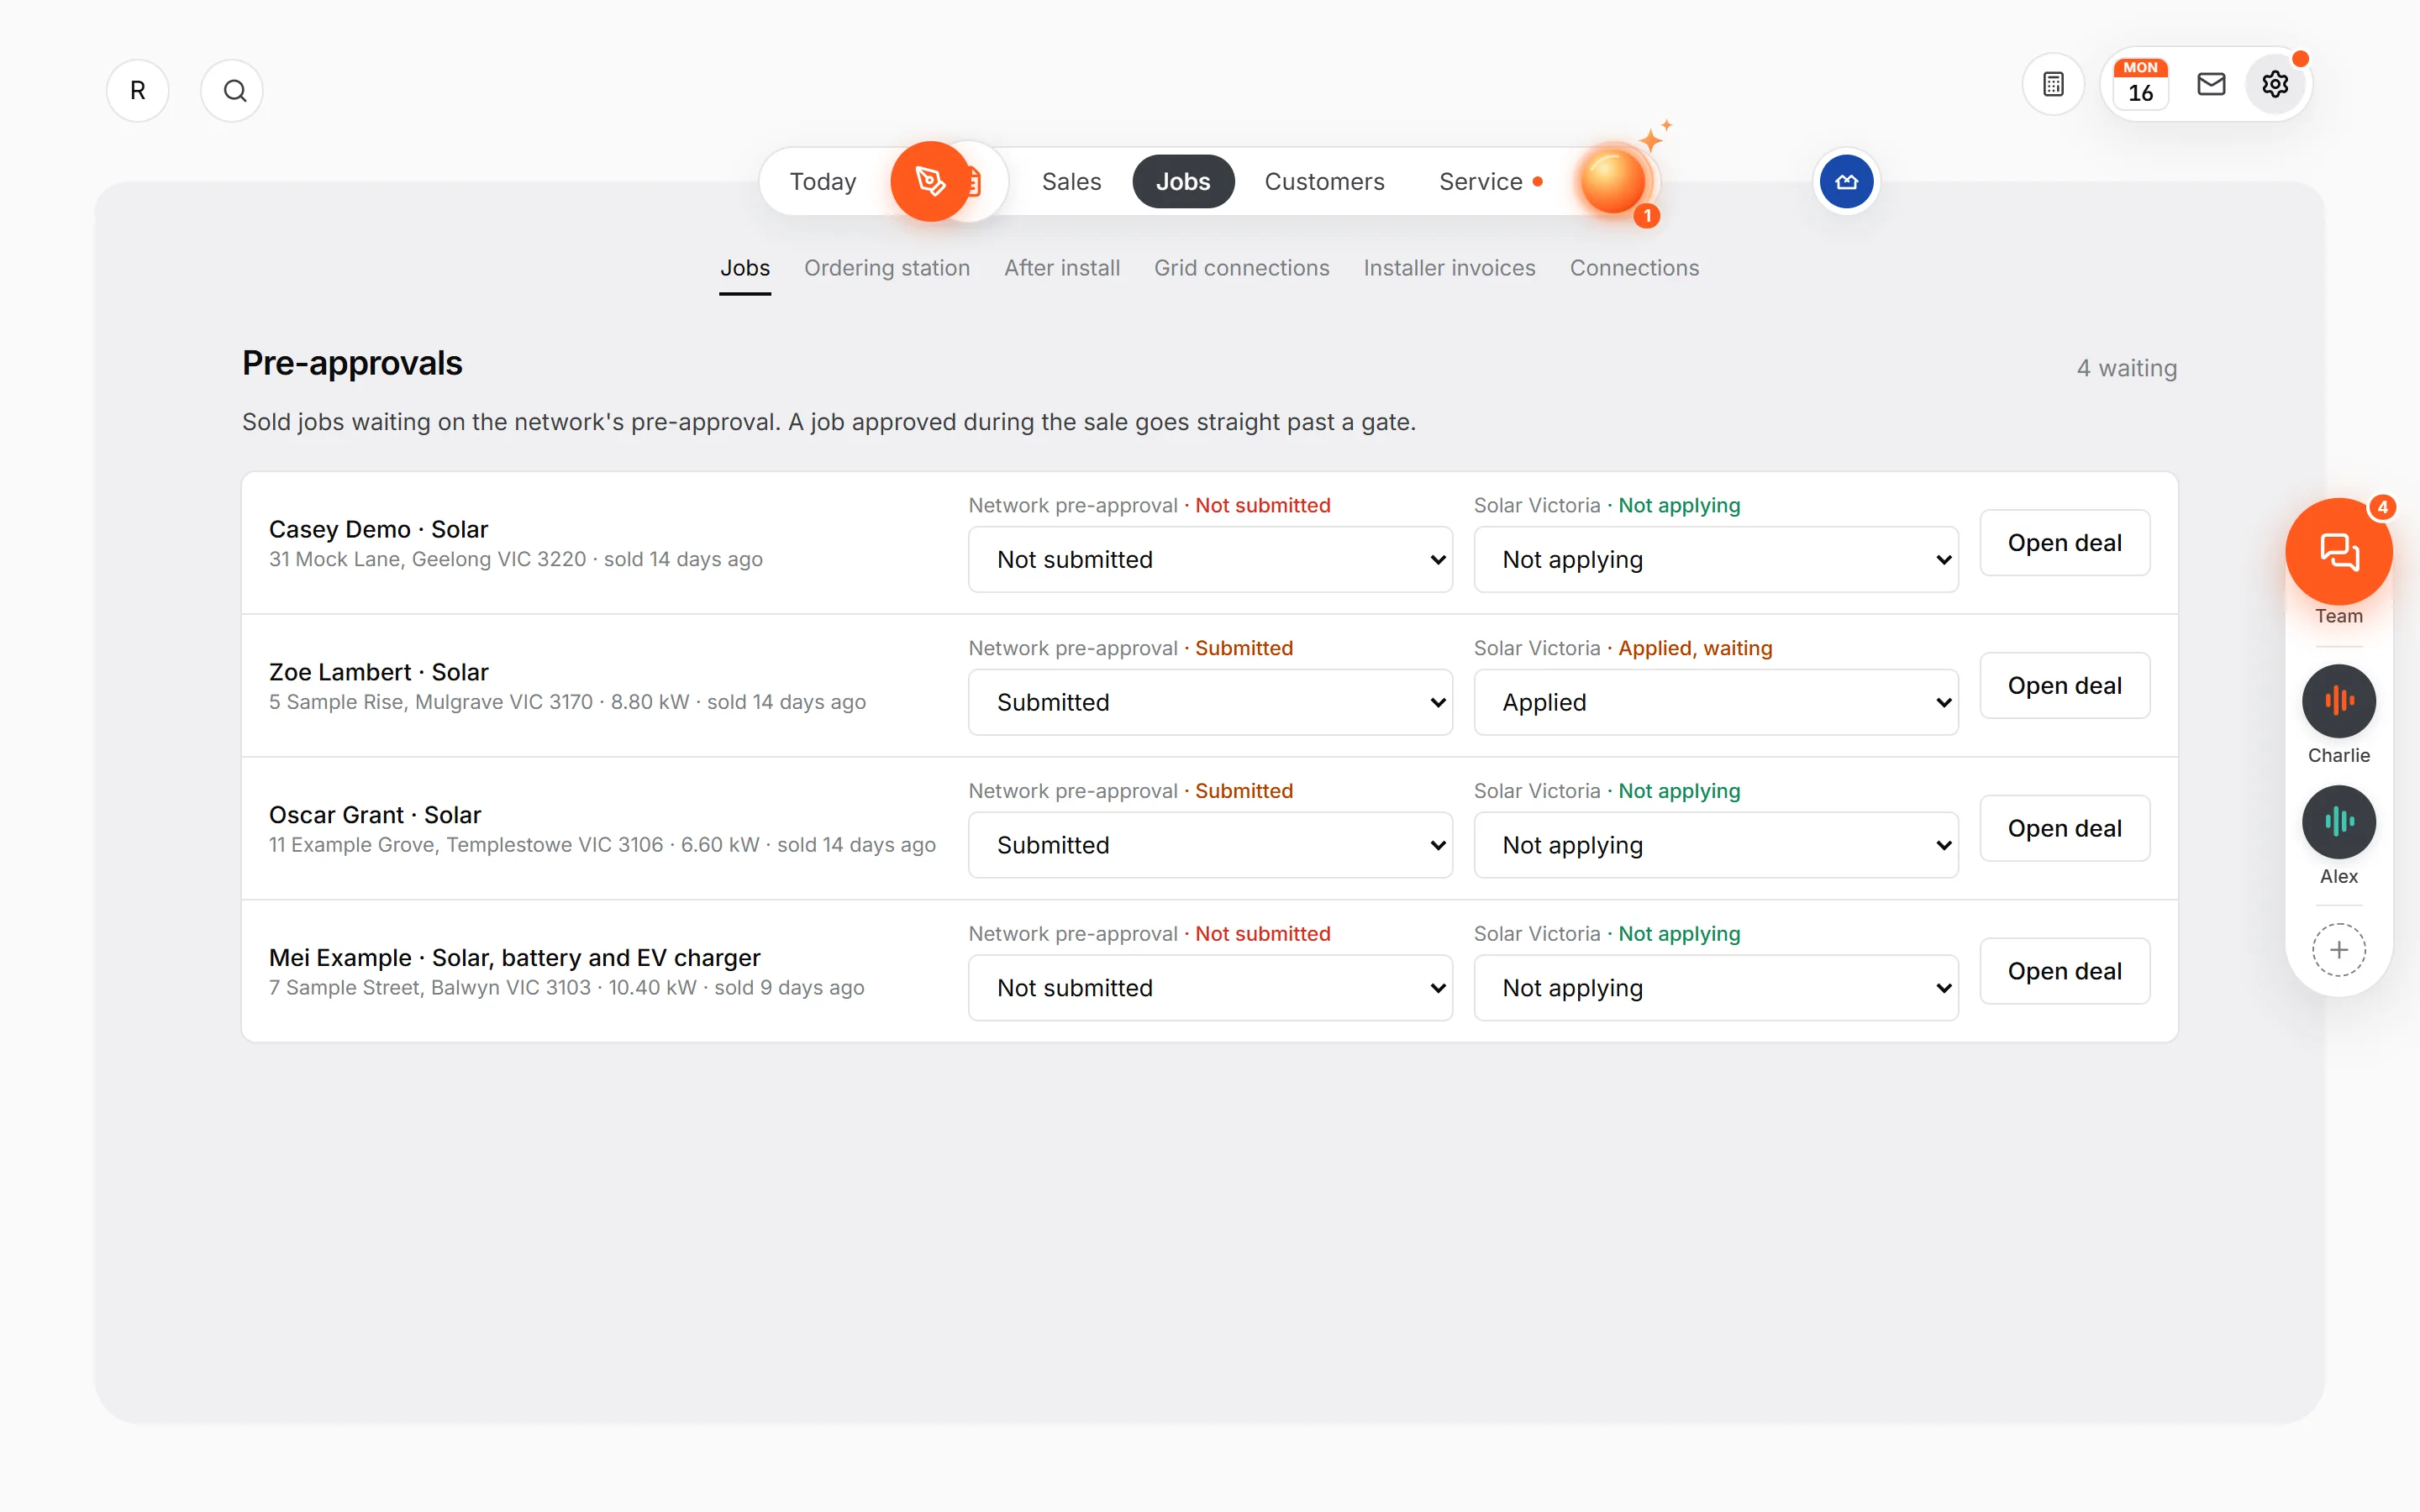 R
MON
16
Today
Sales
Jobs
Customers
Service
1
Jobs
Ordering station
After install
Grid connections
Installer invoices
Connections
Pre-approvals
4 waiting
Sold jobs waiting on the network's pre-approval. A job approved during the sale goes straight past a gate.
Casey Demo · Solar
31 Mock Lane, Geelong VIC 3220 · sold 14 days ago
Network pre-approval · Not submitted
Not submitted
Solar Victoria · Not applying
Not applying
Open deal
Zoe Lambert · Solar
5 Sample Rise, Mulgrave VIC 3170 · 8.80 kW · sold 14 days ago
Network pre-approval · Submitted
Submitted
Solar Victoria · Applied, waiting
Applied
Open deal
Oscar Grant · Solar
11 Example Grove, Templestowe VIC 3106 · 6.60 kW · sold 14 days ago
Network pre-approval · Submitted
Submitted
Solar Victoria · Not applying
Not applying
Open deal
Mei Example · Solar, battery and EV charger
7 Sample Street, Balwyn VIC 3103 · 10.40 kW · sold 9 days ago
Network pre-approval · Not submitted
Not submitted
Solar Victoria · Not applying
Not applying
Open deal
4
Team
Charlie
Alex